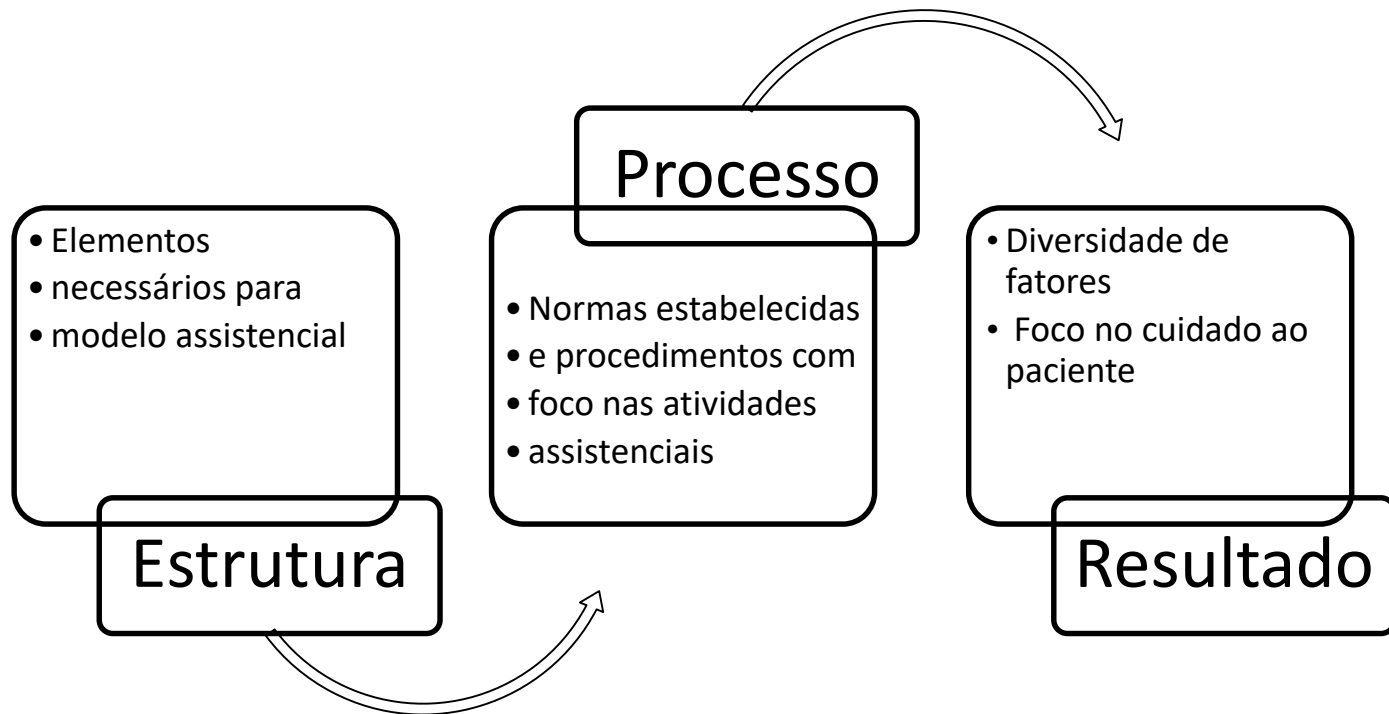 • Elementos
• necessários para
• modelo assistencial
Estrutura
Processo
• Normas estabelecidas
• e procedimentos com
• foco nas atividades
• assistenciais
• Diversidade de
fatores
• Foco no cuidado ao
paciente
Resultado